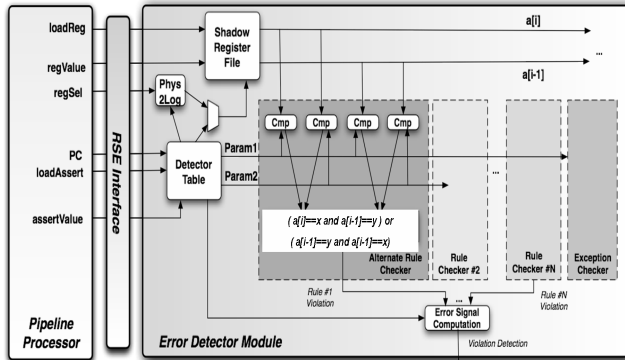 loadReg
regValue
regSel
PC
loadAssert
assertValue
Pipeline
Processor
RSE Interface
Shadow
Register
File
Phys
2Log
Detector
Table
Param1
Param2
a[i]
...
a[i-1]
Cmp Cmp Cmp Cmp
( a[i]==x and a[i-1]==y ) or
( a[i-1]==y and a[i-1]==x)
Alternate Rule
Checker
Rule
Checker #2
...
Rule
Checker #N
Exception
Checker
Rule #1
Violation
...
Rule #N
Violation
Error Signal
Computation
Violation Detection
Error Detector Module